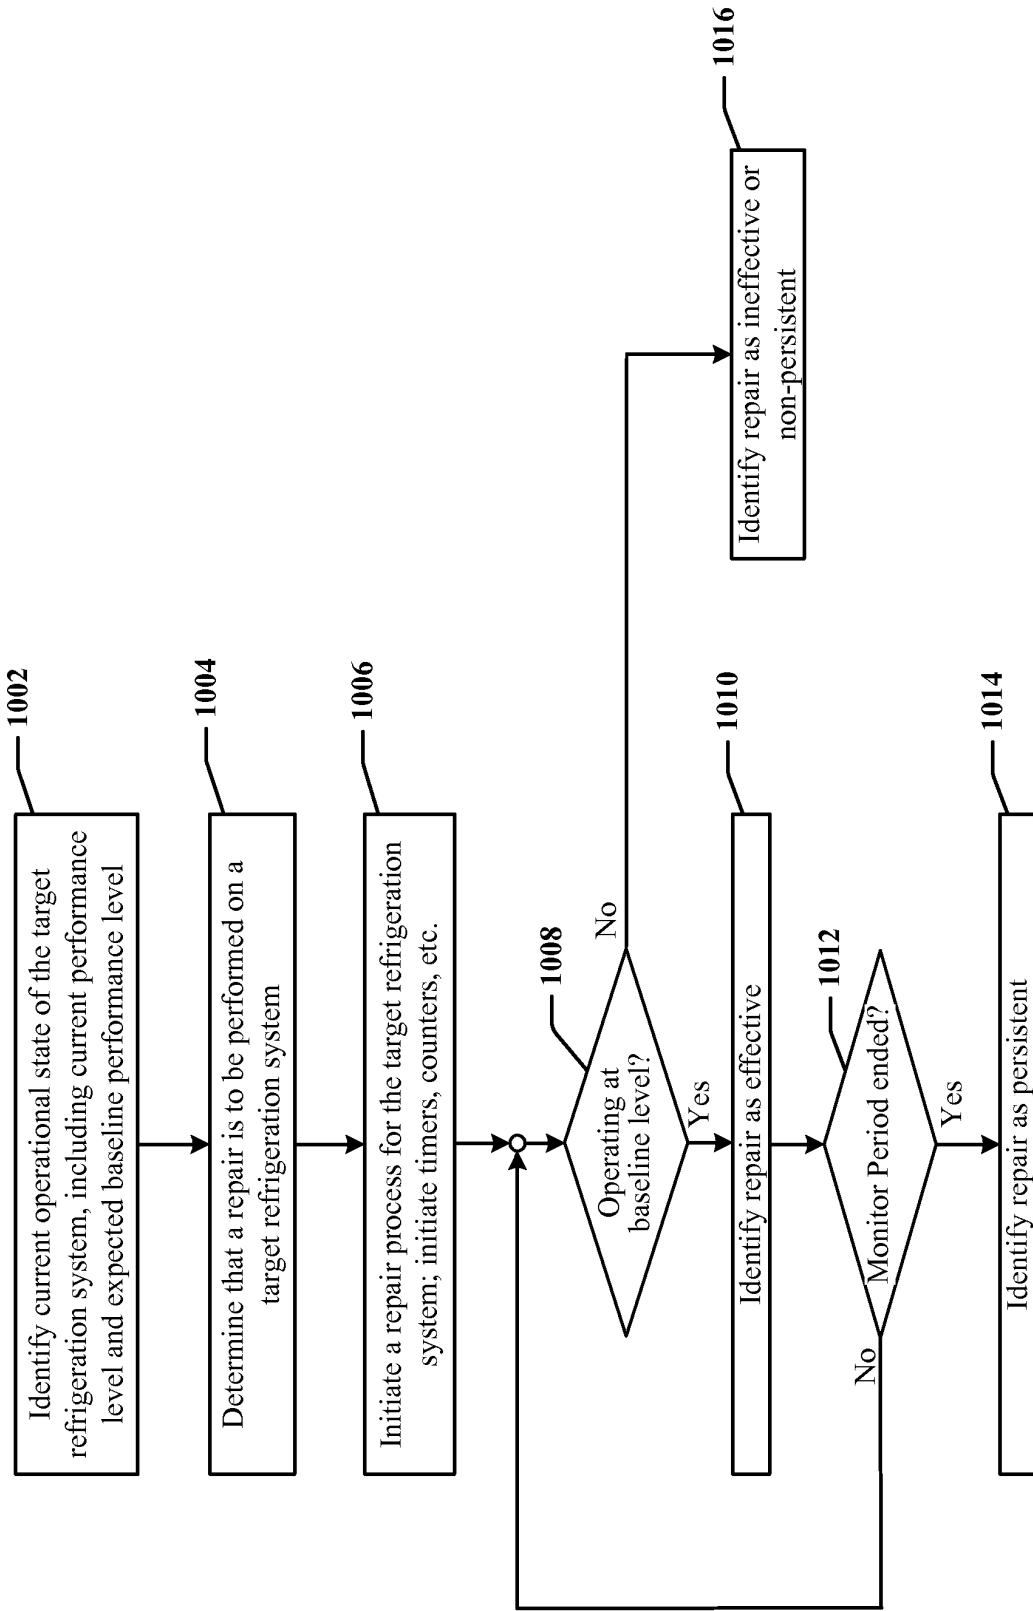 1002
Identify current operational state of the target
refrigeration system, including current performance
level and expected baseline performance level
1004
Determine that a repair is to be performed on a
target refrigeration system
1006
Initiate a repair process for the target refrigeration
system; initiate timers, counters, etc.
1008
Operating at
baseline level?
No
Yes
1016
Identify repair as ineffective or
non-persistent
1010
Identify repair as effective
1012
Monitor Period ended?
No
Yes
1014
Identify repair as persistent